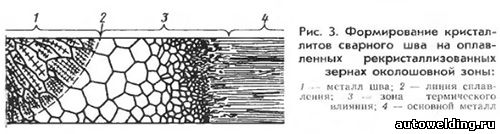 1 2 3 4
Рис. 3. Формирование кристал-
литов сварного шва на оплав-
ленных рекристаллизованных
зернах околошовной зоны:
1 — металл шва; 2 — линия сплав-
ления; 3 — зона термического
влияния; 4 — основной металл
autowelding.ru